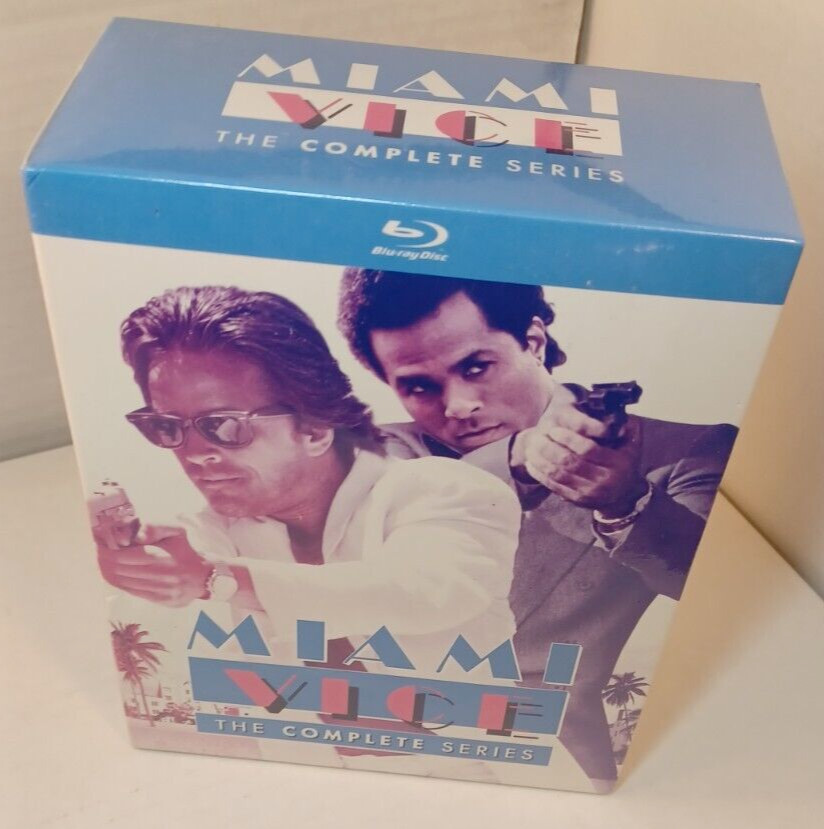 MIAMI
VICE
THE COMPLETE SERIES
Blu-ray Disc
MIAMI
VICE
THE COMPLETE SERIES